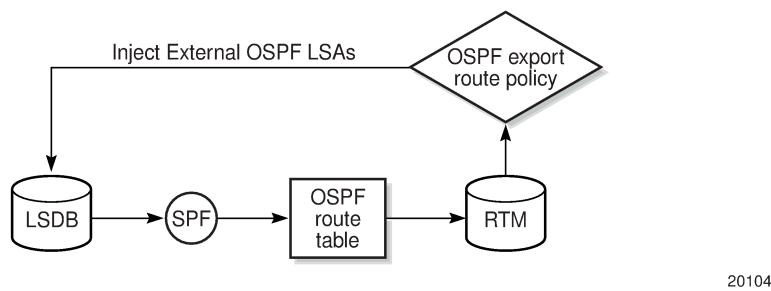 Inject External OSPF LSAs
OSPF export
route policy
LSDB
SPF
OSPF
route
table
RTM
20104